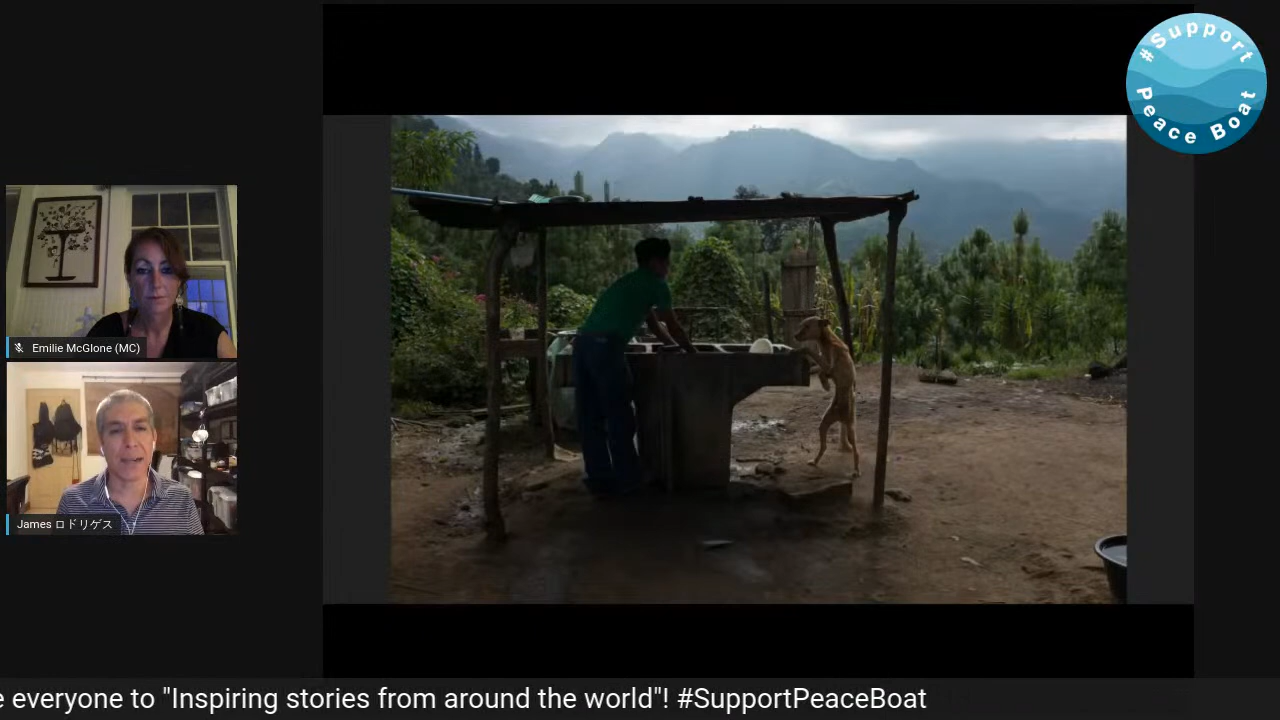 #Support
Peace Boat
Emilie McGlone (MC)
James ロドリゲス
e everyone to "Inspiring stories from around the world"! #SupportPeaceBoat